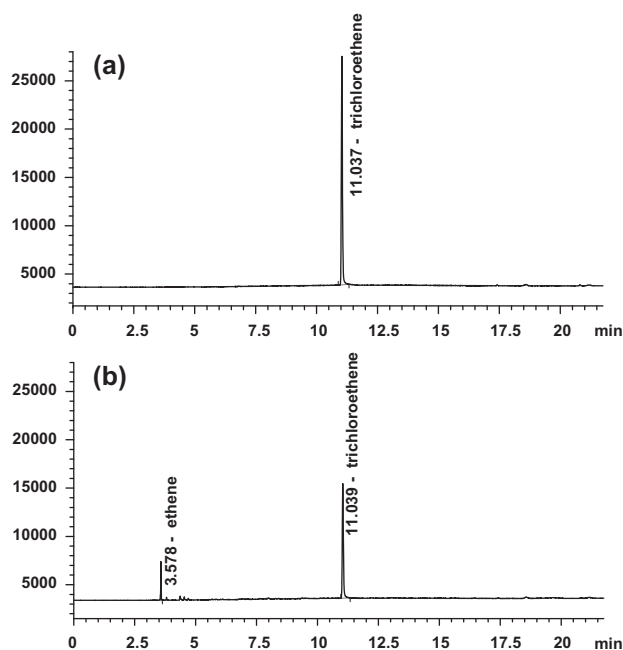 (a)
25000
20000
15000
10000
5000
11.037 - trichloroethene
0 2.5 5 7.5 10 12.5 15 17.5 20 min
(b)
25000
20000
15000
10000
5000
3.578 - ethene
11.039 - trichloroethene
0 2.5 5 7.5 10 12.5 15 17.5 20 min